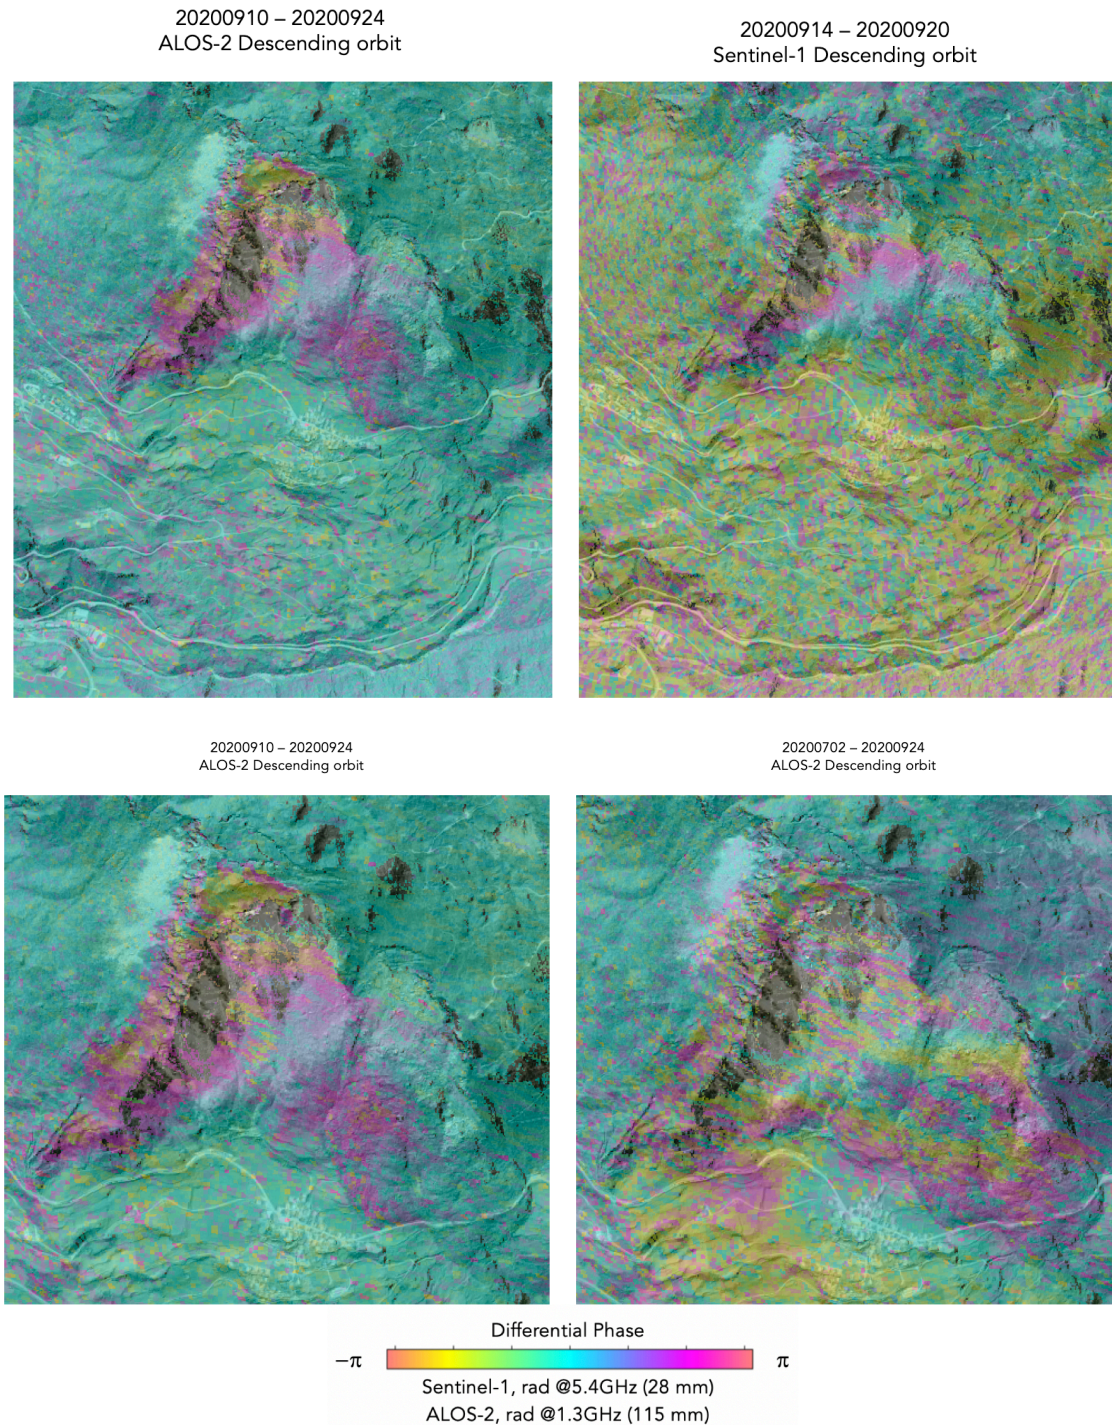 20200910 – 20200924
ALOS-2 Descending orbit
20200914 – 20200920
Sentinel-1 Descending orbit
20200910 – 20200924
ALOS-2 Descending orbit
20200702 – 20200924
ALOS-2 Descending orbit
Differential Phase
−π π
Sentinel-1, rad @5.4GHz (28 mm)
ALOS-2, rad @1.3GHz (115 mm)